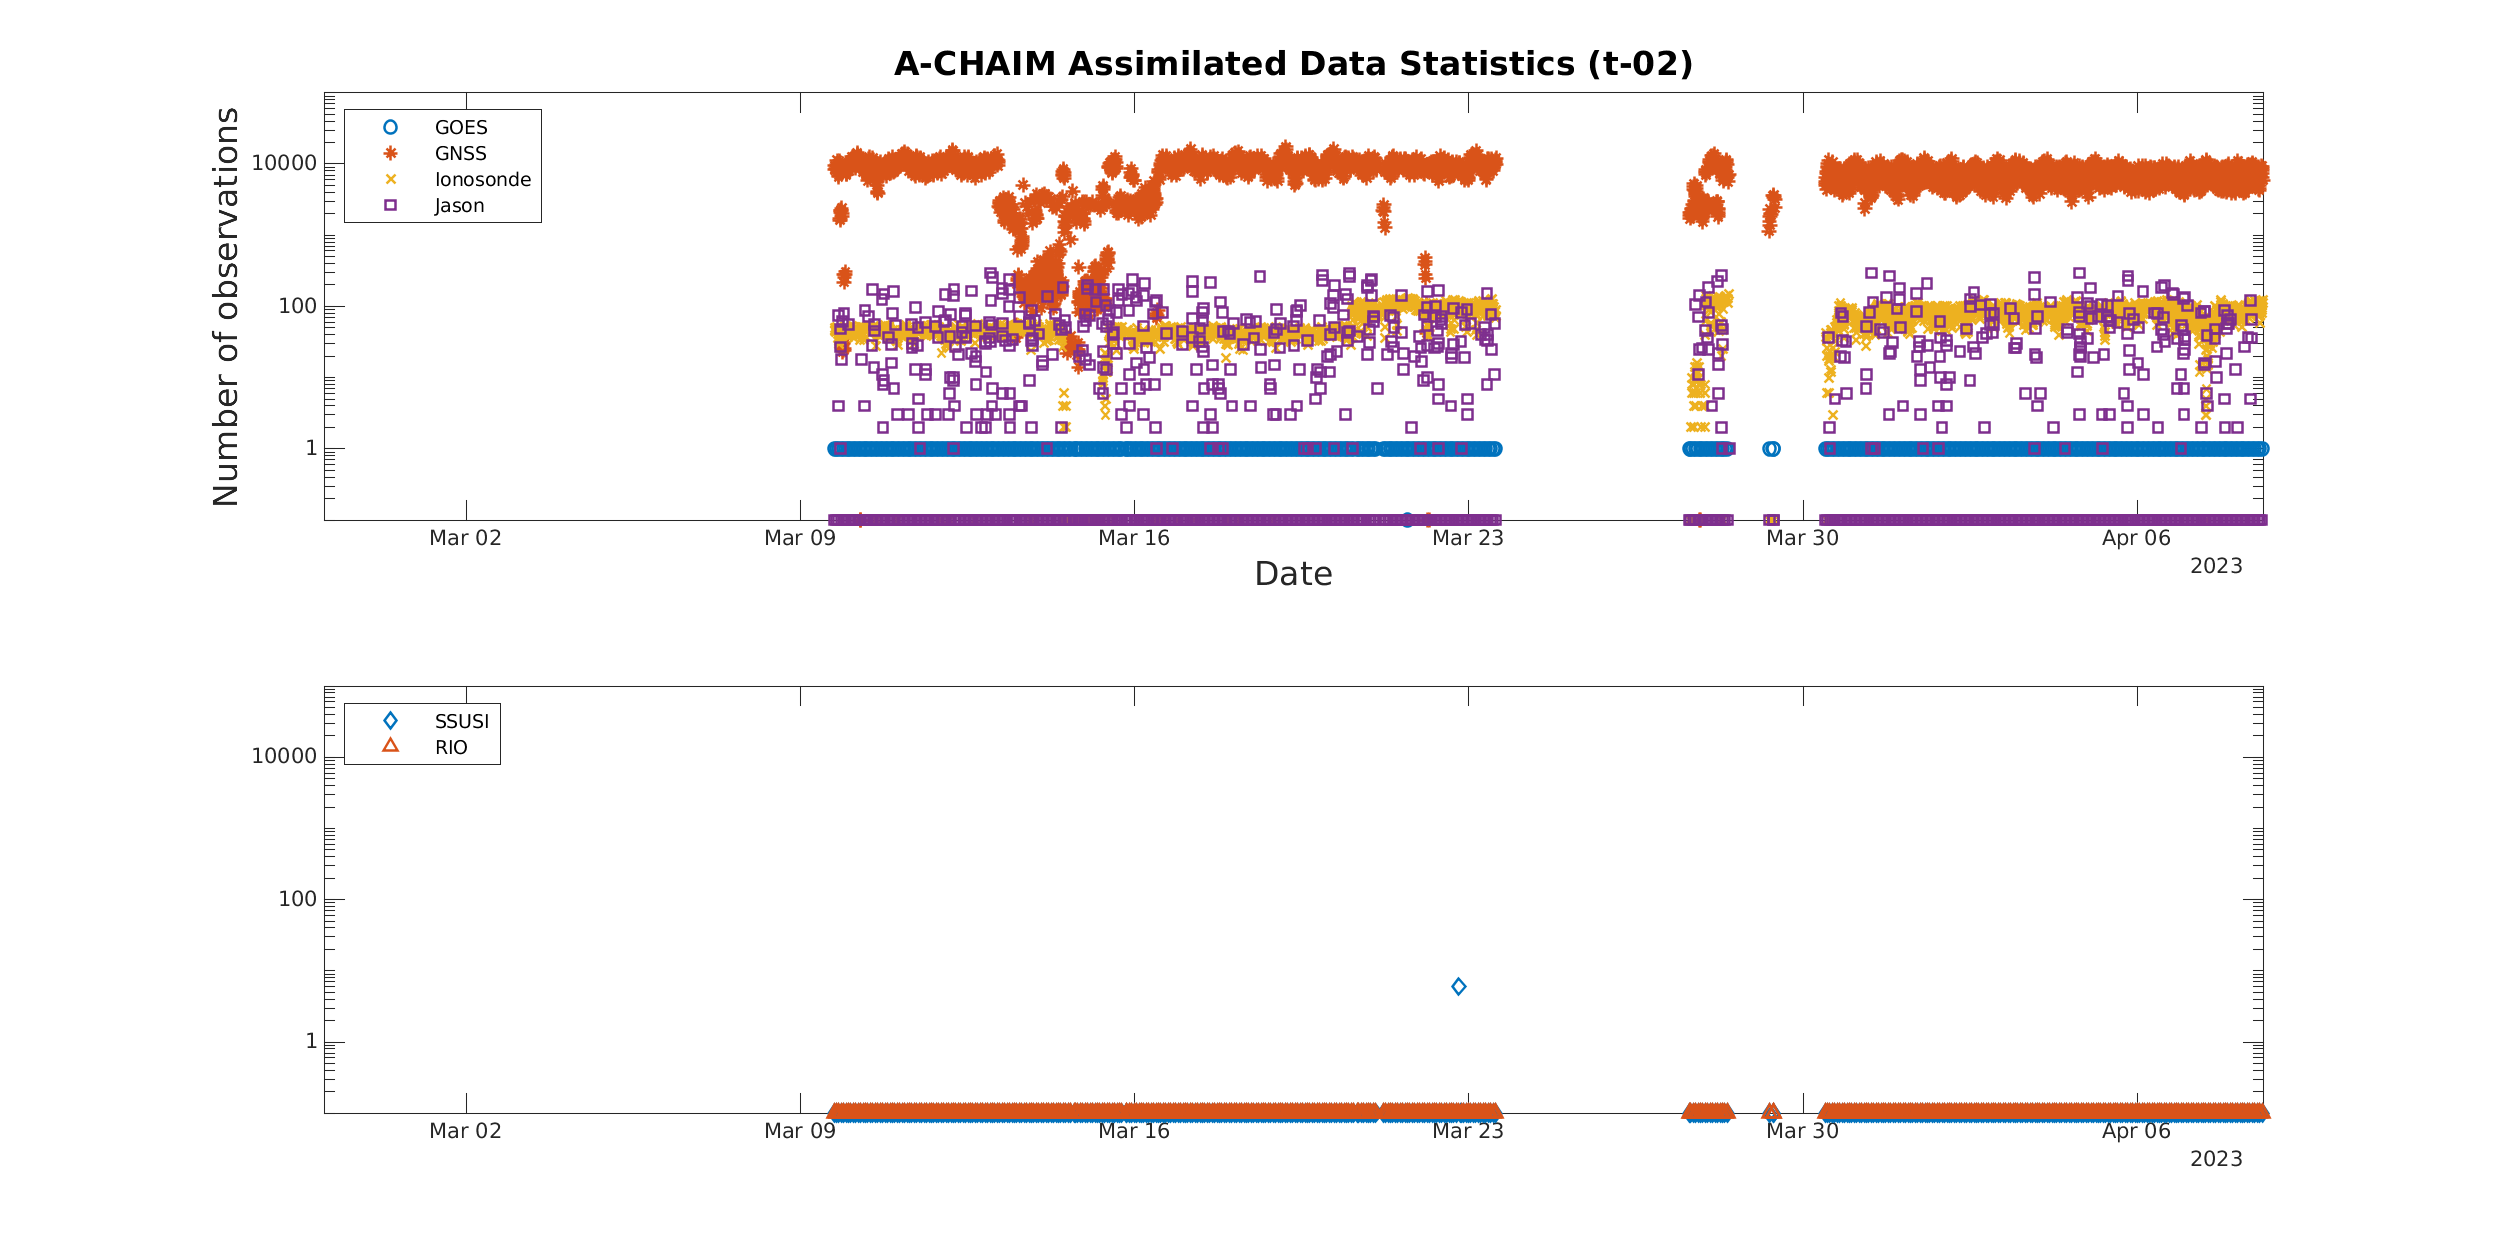 A-CHAIM Assimilated Data Statistics (t-02)
Number of observations
10000
100
1
GOES
GNSS
Ionosonde
Jason
Mar 02
Mar 09
Mar 16
Mar 23
Mar 30
Apr 06
2023
Date
10000
100
1
SSUSI
RIO
Mar 02
Mar 09
Mar 16
Mar 23
Mar 30
Apr 06
2023